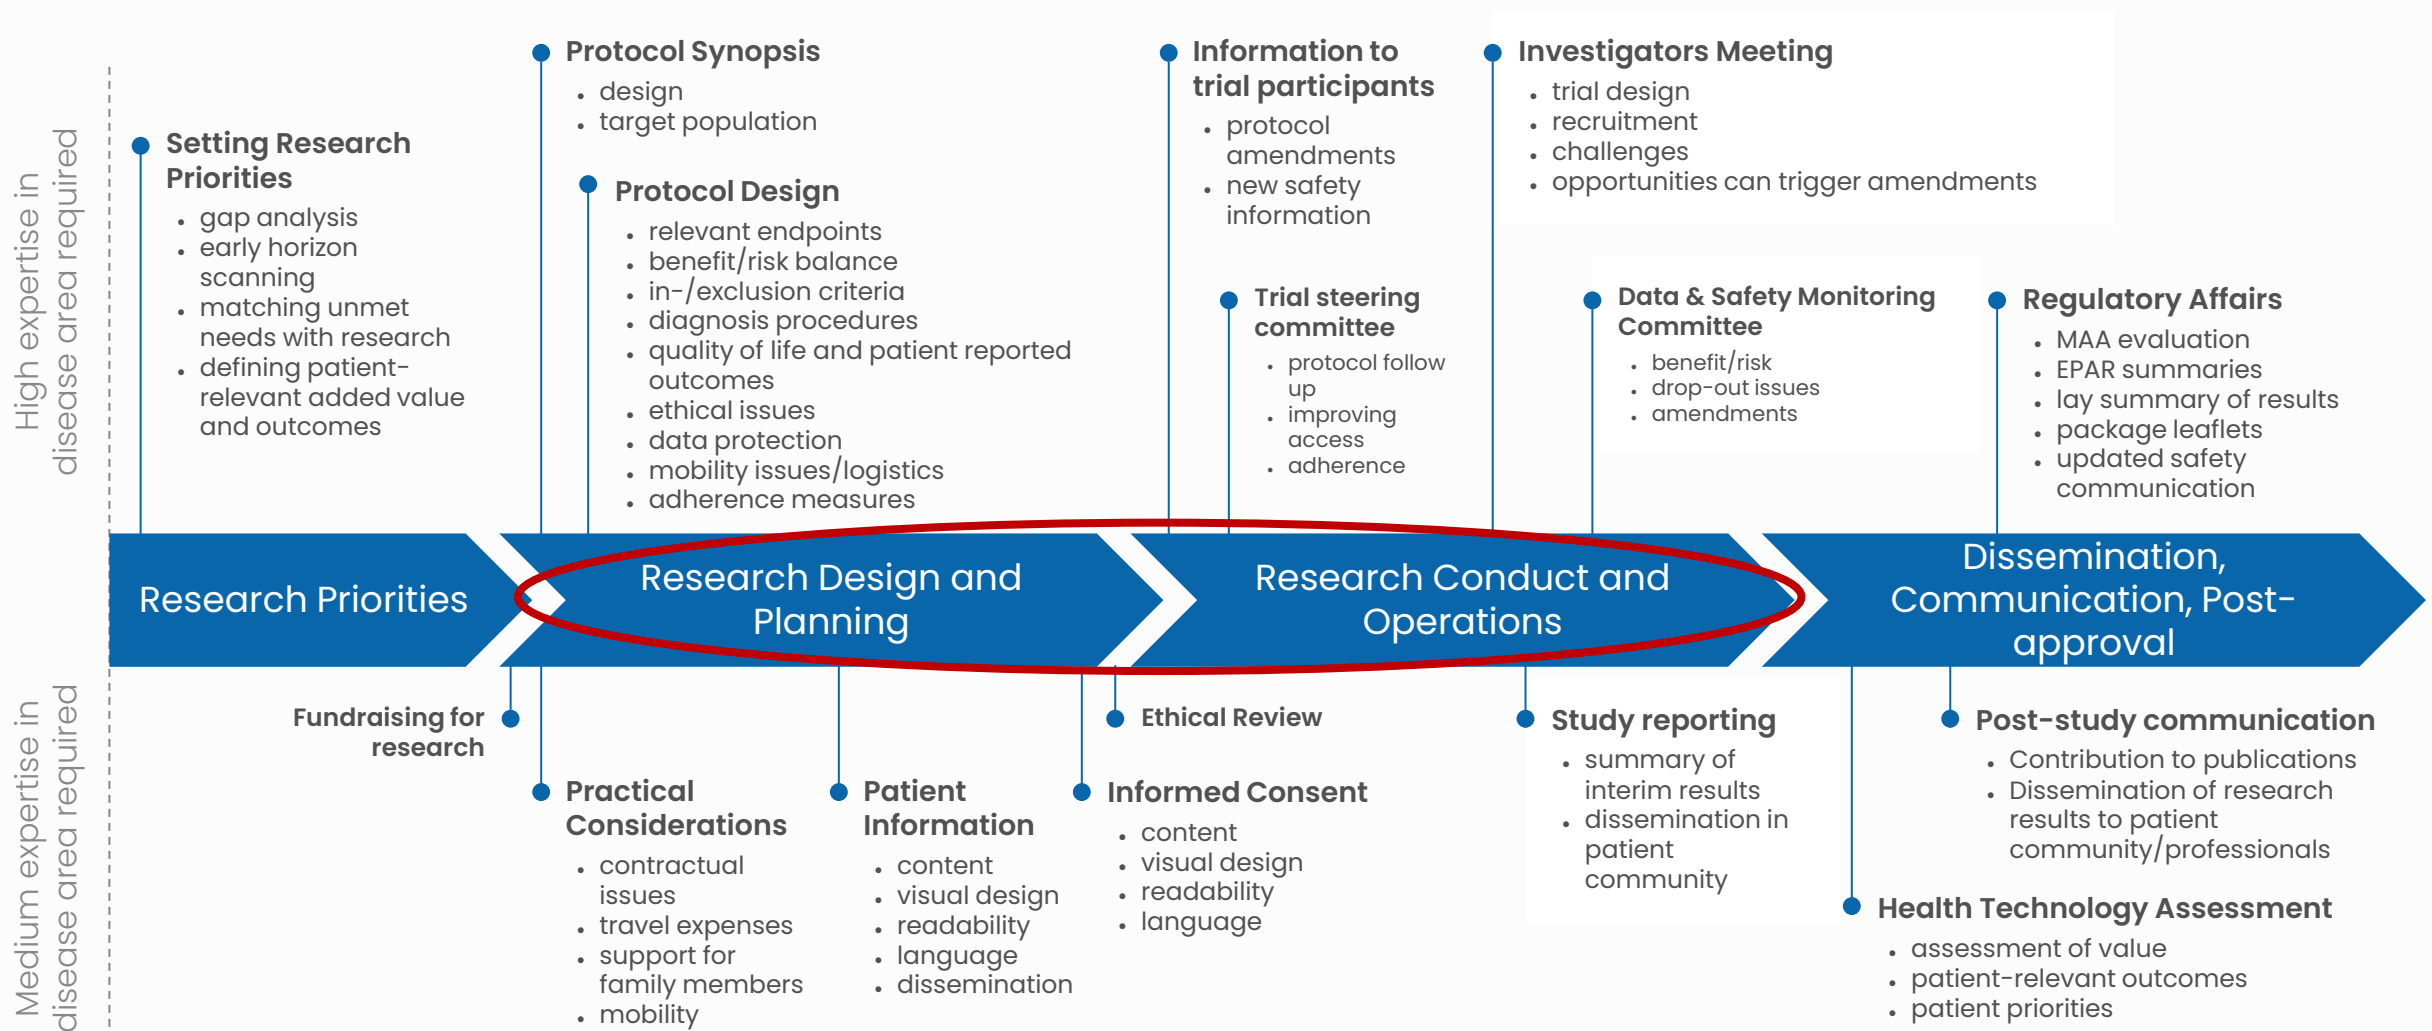 High expertise in
disease area required
Setting Research
Priorities
• gap analysis
• early horizon
scanning
• matching unmet
needs with research
• defining patient-
relevant added value
and outcomes
Protocol Synopsis
• design
• target population
Protocol Design
• relevant endpoints
• benefit/risk balance
• in-/exclusion criteria
• diagnosis procedures
• quality of life and patient reported
outcomes
• ethical issues
• data protection
• mobility issues/logistics
• adherence measures
Information to
trial participants
• protocol
amendments
• new safety
information
Trial steering
committee
• protocol follow
up
• improving
access
• adherence
Investigators Meeting
• trial design
• recruitment
• challenges
• opportunities can trigger amendments
Data & Safety Monitoring
Committee
• benefit/risk
• drop-out issues
• amendments
Regulatory Affairs
• MAA evaluation
• EPAR summaries
• lay summary of results
• package leaflets
• updated safety
communication
Research Priorities
Research Design and
Planning
Research Conduct and
Operations
Dissemination,
Communication, Post-
approval
Medium expertise in
disease area required
Fundraising for
research
Practical
Considerations
• contractual
issues
• travel expenses
• support for
family members
• mobility
Patient
Information
• content
• visual design
• readability
• language
• dissemination
Ethical Review
Informed Consent
• content
• visual design
• readability
• language
Study reporting
• summary of
interim results
• dissemination in
patient
community
Post-study communication
• Contribution to publications
• Dissemination of research
results to patient
community/professionals
Health Technology Assessment
• assessment of value
• patient-relevant outcomes
• patient priorities